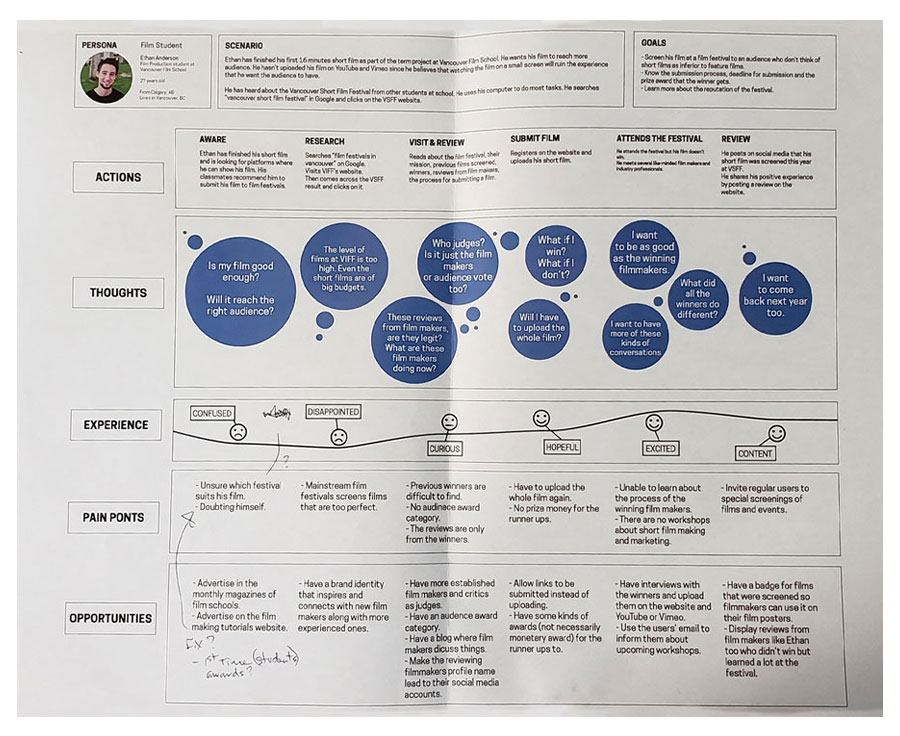 PERSONA
Film Student
Ethan Anderson
Film Production student at
Vancouver Film School
27 years old
From Calgary, AB
Lives in Vancouver, BC
SCENARIO
Ethan has finished his first 16 minutes short film as part of the term project at Vancouver Film School. He wants his film to reach more
audience. He hasn't uploaded his film on YouTube and Vimeo since he believes that watching the film on a small screen will ruin the experience
that he want the audience to have.
He has heard about the Vancouver Short Film Festival from other students at school. He uses his computer to do most tasks. He searches
"vancouver short film festival" in Google and clicks on the VSFF website.
GOALS
- Screen his film at a film festival to an audience who don't think of
short films as inferior to feature films.
- Know the submission process, deadline for submission and the
prize award that the winner gets.
- Learn more about the reputation of the festival.
ACTIONS
AWARE
Ethan has finished his short film
and is looking for platforms where
he can show his film. His
classmates recommend him to
submit his film to film festivals.
RESEARCH
Searches "film festivals in
vancouver" on Google.
Visits VIFF's website.
Then comes across the VSFF
result and clicks on it.
VISIT & REVIEW
Reads about the film festival, their
mission, previous films screened,
winners, reviews from film makers,
the process for submitting a film.
SUBMIT FILM
Registers on the website and
uploads his short film.
ATTENDS THE FESTIVAL
He attends the festival but his film doesn't
win.
He meets several like-minded film makers and
industry professionals.
REVIEW
He posts on social media that his
short film was screened this year
at VSFF.
He shares his positive experience
by posting a review on the
website.
THOUGHTS
Is my film good
enough?
Will it reach the
right audience?
The level of
films at VIFF is too
high. Even the
short films are of
big budgets.
Who judges?
Is it just the film
makers
or audience vote
too?
These reviews
from film makers,
are they legit?
What are these
film makers
doing now?
What if I
win?
What if I
don't?
Will I have
to upload the
whole film?
I want
to be as good
as the winning
filmmakers.
I want to have
more of these
kinds of
conversations
What did
all the
winners do
different?
I want
to come
back next year
too.
EXPERIENCE
CONFUSED
DISAPPOINTED
CURIOUS
HOPEFUL
EXCITED
CONTENT
?
PAIN PONTS
- Unsure which festival
suits his film.
- Doubting himself.
- Mainstream film
festivals screens films
that are too perfect.
- Previous winners are
difficult to find.
- No audineace award
category.
- The reviews are only
from the winners.
- Have to upload the
whole film again.
- No prize money for the
runner ups.
- Unable to learn about
the process of the
winning film makers.
- There are no workshops
about short film making
and marketing.
- Invite regular users to
special screenings of
films and events.
OPPORTUNITIES
- Advertise in the
monthly magazines of
film schools.
- Advertise on the film
making tutorials website.
Ex?
- 1st Time (students)
awards?
- Have a brand identity
that inspires and
connects with new film
makers along with more
experienced ones.
- Have more established
film makers and critics
as judges.
- Have an audence award
category.
- Have a blog where film
makers dicuss things.
- Make the reviewing
filmmakers profile name
lead to their social media
accounts.
- Allow links to be
submitted instead of
uploading.
- Have some kinds of
awards (not necessarily
monetary award) for the
runner ups to.
- Have interviews with
the winners and upload
them on the website and
YouTube or Vimeo.
- Use the users' email to
inform them about
upcoming workshops.
- Have a badge for films
that were screened so
filmmakers can use it on
their film posters.
- Display reviews from
film makers like Ethan
too who didn't win but
learned a lot at the
festival.